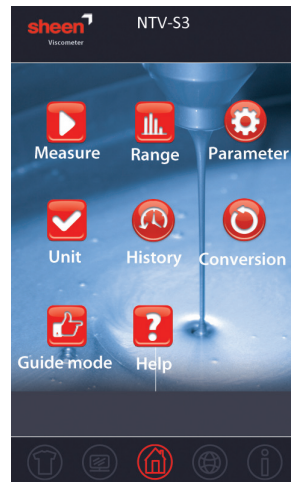 sheen
Viscometer
NTV-S3
Measure
Range
Parameter
Unit
History
Conversion
Guide mode
Help